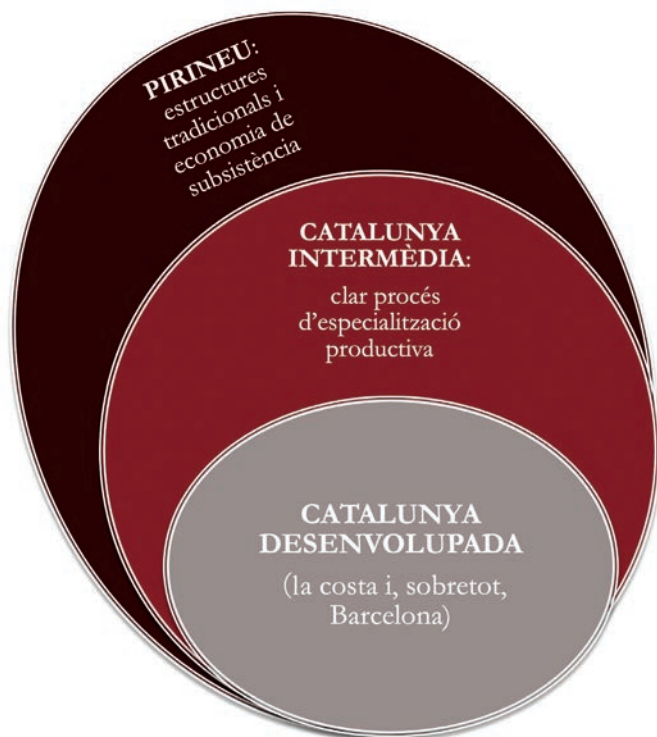 PIRINEU:
estructures
tradicionals i
economia de
subsistència
CATALUNYA
INTERMÈDIA:
clar procés
d’especialització
productiva
CATALUNYA
DESENVOLUPADA
(la costa i, sobretot,
Barcelona)